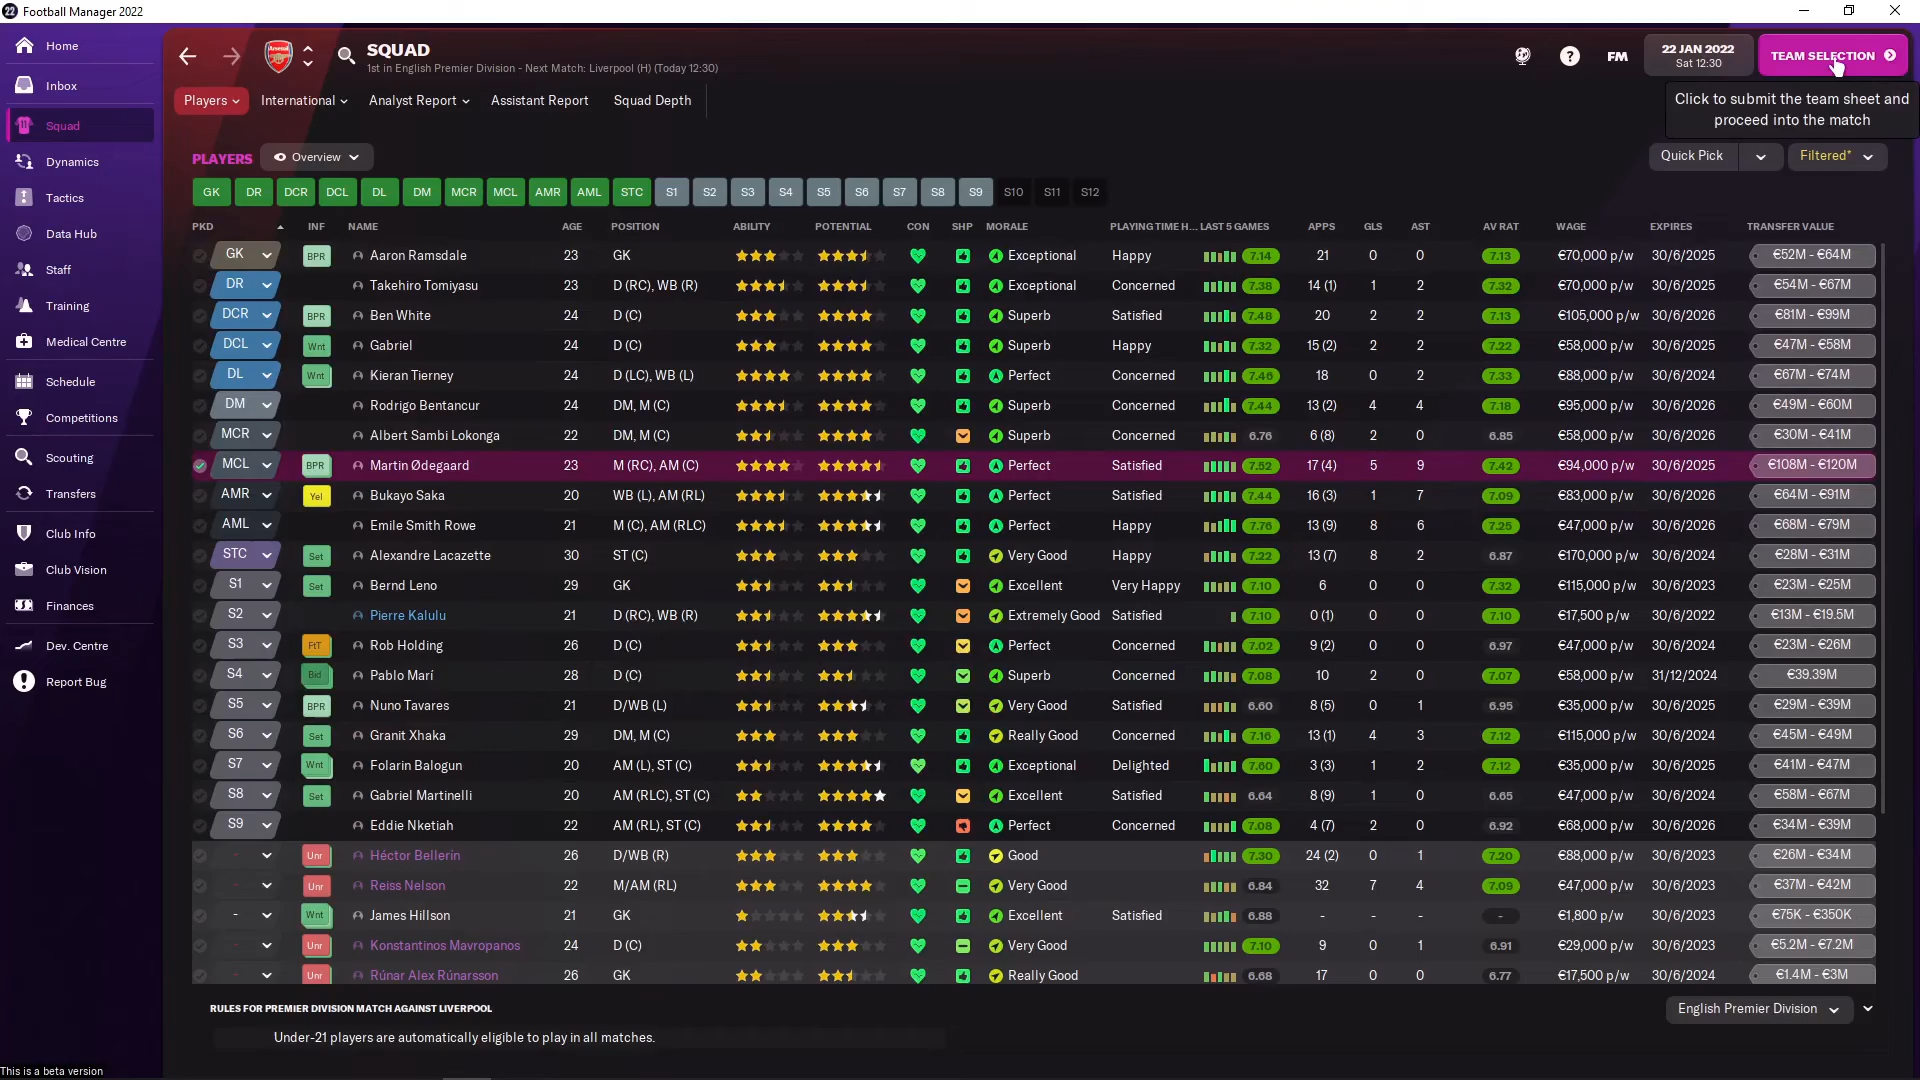 Football Manager 2022
Home
Inbox
Squad
Dynamics
Tactics
Data Hub
Staff
Training
Medical Centre
Schedule
Competitions
Scouting
Transfers
Club Info
Club Vision
Finances
Dev. Centre
Report Bug
This is a beta version
SQUAD
1st in English Premier Division - Next Match: Liverpool (H) (Today 12:30)
FM
22 JAN 2022
Sat 12:30
TEAM SELECTION
Click to submit the team sheet and
proceed into the match
Players International Analyst Report Assistant Report Squad Depth
PLAYERS Overview Quick Pick Filtered*
GK DR DCR DCL DL DM MCR MCL AMR AML STC S1 S2 S3 S4 S5 S6 S7 S8 S9 S10 S11 S12
PKD INF NAME AGE POSITION ABILITY POTENTIAL CON SHP MORALE PLAYING TIME H... LAST 5 GAMES APPS GLS AST AV RAT WAGE EXPIRES TRANSFER VALUE
GK BPR Aaron Ramsdale 23 GK Exceptional Happy 7.14 21 0 0 7.13 €70,000 p/w 30/6/2025 €52M - €64M
DR Takehiro Tomiyasu 23 D (RC), WB (R) Exceptional Concerned 7.38 14 (1) 1 2 7.32 €70,000 p/w 30/6/2025 €54M - €67M
DCR BPR Ben White 24 D (C) Superb Satisfied 7.48 20 2 2 7.13 €105,000 p/w 30/6/2026 €81M - €99M
DCL Wnt Gabriel 24 D (C) Superb Happy 7.32 15 (2) 2 2 7.22 €58,000 p/w 30/6/2025 €47M - €58M
DL Wnt Kieran Tierney 24 D (LC), WB (L) Perfect Concerned 7.46 18 0 2 7.33 €88,000 p/w 30/6/2024 €67M - €74M
DM Rodrigo Bentancur 24 DM, M (C) Superb Concerned 7.44 13 (2) 4 4 7.18 €95,000 p/w 30/6/2026 €49M - €60M
MCR Albert Sambi Lokonga 22 DM, M (C) Superb Concerned 6.76 6 (8) 2 0 6.85 €58,000 p/w 30/6/2026 €30M - €41M
MCL BPR Martin Ødegaard 23 M (RC), AM (C) Perfect Satisfied 7.52 17 (4) 5 9 7.42 €94,000 p/w 30/6/2025 €108M - €120M
AMR Yel Bukayo Saka 20 WB (L), AM (RL) Perfect Satisfied 7.44 16 (3) 1 7 7.09 €83,000 p/w 30/6/2026 €64M - €91M
AML Emile Smith Rowe 21 M (C), AM (RLC) Perfect Happy 7.76 13 (9) 8 6 7.25 €47,000 p/w 30/6/2026 €68M - €79M
STC Set Alexandre Lacazette 30 ST (C) Very Good Happy 7.22 13 (7) 8 2 6.87 €170,000 p/w 30/6/2024 €28M - €31M
S1 Set Bernd Leno 29 GK Excellent Very Happy 7.10 6 0 0 7.32 €115,000 p/w 30/6/2023 €23M - €25M
S2 Pierre Kalulu 21 D (RC), WB (R) Extremely Good Satisfied 7.10 0 (1) 0 0 7.10 €17,500 p/w 30/6/2022 €13M - €19.5M
S3 FtT Rob Holding 26 D (C) Perfect Concerned 7.02 9 (2) 0 0 6.97 €47,000 p/w 30/6/2024 €23M - €26M
S4 Bid Pablo Marí 28 D (C) Superb Concerned 7.08 10 2 0 7.07 €58,000 p/w 31/12/2024 €39.39M
S5 BPR Nuno Tavares 21 D/WB (L) Very Good Satisfied 6.60 8 (5) 0 1 6.95 €35,000 p/w 30/6/2025 €29M - €39M
S6 Set Granit Xhaka 29 DM, M (C) Really Good Concerned 7.16 13 (1) 4 3 7.12 €115,000 p/w 30/6/2024 €45M - €49M
S7 Wnt Folarin Balogun 20 AM (L), ST (C) Exceptional Delighted 7.60 3 (3) 1 2 7.12 €35,000 p/w 30/6/2025 €41M - €47M
S8 Set Gabriel Martinelli 20 AM (RLC), ST (C) Excellent Satisfied 6.64 8 (9) 1 0 6.65 €47,000 p/w 30/6/2024 €58M - €67M
S9 Eddie Nketiah 22 AM (RL), ST (C) Perfect Concerned 7.08 4 (7) 2 0 6.92 €68,000 p/w 30/6/2026 €34M - €39M
- Unr Héctor Bellerín 26 D/WB (R) Good 7.30 24 (2) 0 1 7.20 €88,000 p/w 30/6/2023 €26M - €34M
- Unr Reiss Nelson 22 M/AM (RL) Very Good 6.84 32 7 4 7.09 €47,000 p/w 30/6/2023 €37M - €42M
- Wnt James Hillson 21 GK Excellent Satisfied 6.88 - - - - €1,800 p/w 30/6/2023 €75K - €350K
- Unr Konstantinos Mavropanos 24 D (C) Very Good 7.10 9 0 1 6.91 €29,000 p/w 30/6/2023 €5.2M - €7.2M
- Unr Rúnar Alex Rúnarsson 26 GK Really Good 6.68 17 0 0 6.77 €17,500 p/w 30/6/2024 €1.4M - €3M
RULES FOR PREMIER DIVISION MATCH AGAINST LIVERPOOL English Premier Division
Under-21 players are automatically eligible to play in all matches.